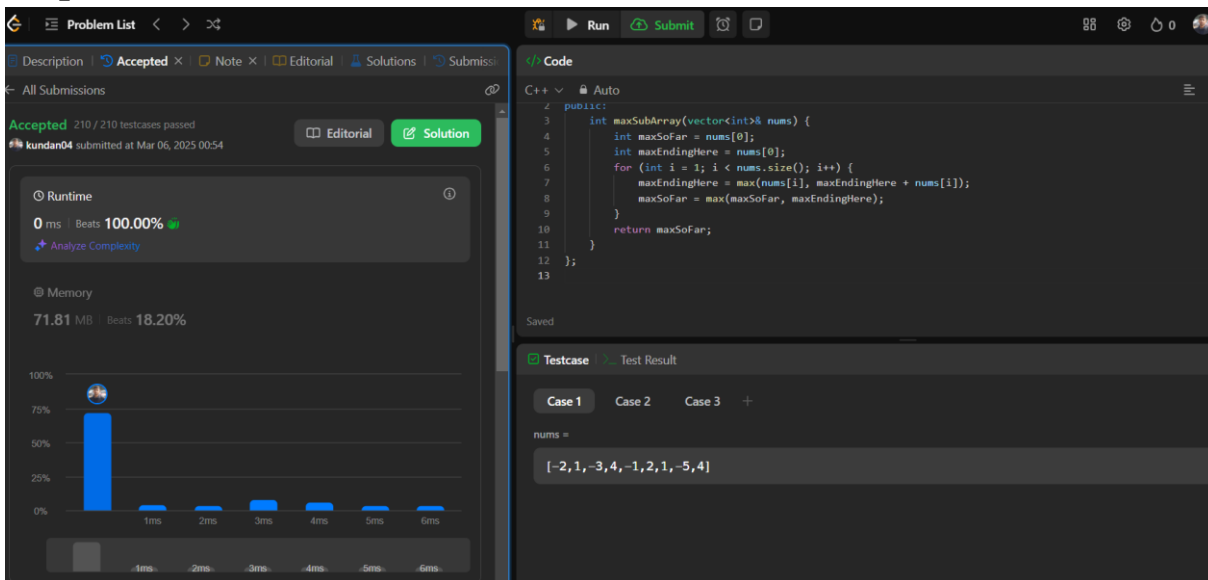 Problem List
Run
Submit
0
Description
Accepted
Note
Editorial
Solutions
Submissi
All Submissions
Accepted 210 / 210 testcases passed
kundan04 submitted at Mar 06, 2025 00:54
Editorial
Solution
Runtime
0 ms Beats 100.00%
Analyze Complexity
Memory
71.81 MB Beats 18.20%
100%
75%
50%
25%
0%
1ms 2ms 3ms 4ms 5ms 6ms
1ms 2ms 3ms 4ms 5ms 6ms
</> Code
C++ Auto
2 public:
3 int maxSubArray(vector<int>& nums) {
4 int maxSoFar = nums[0];
5 int maxEndingHere = nums[0];
6 for (int i = 1; i < nums.size(); i++) {
7 maxEndingHere = max(nums[i], maxEndingHere + nums[i]);
8 maxSoFar = max(maxSoFar, maxEndingHere);
9 }
10 return maxSoFar;
11 }
12 };
13
Saved
Testcase >_ Test Result
Case 1 Case 2 Case 3 +
nums =
[-2,1,-3,4,-1,2,1,-5,4]